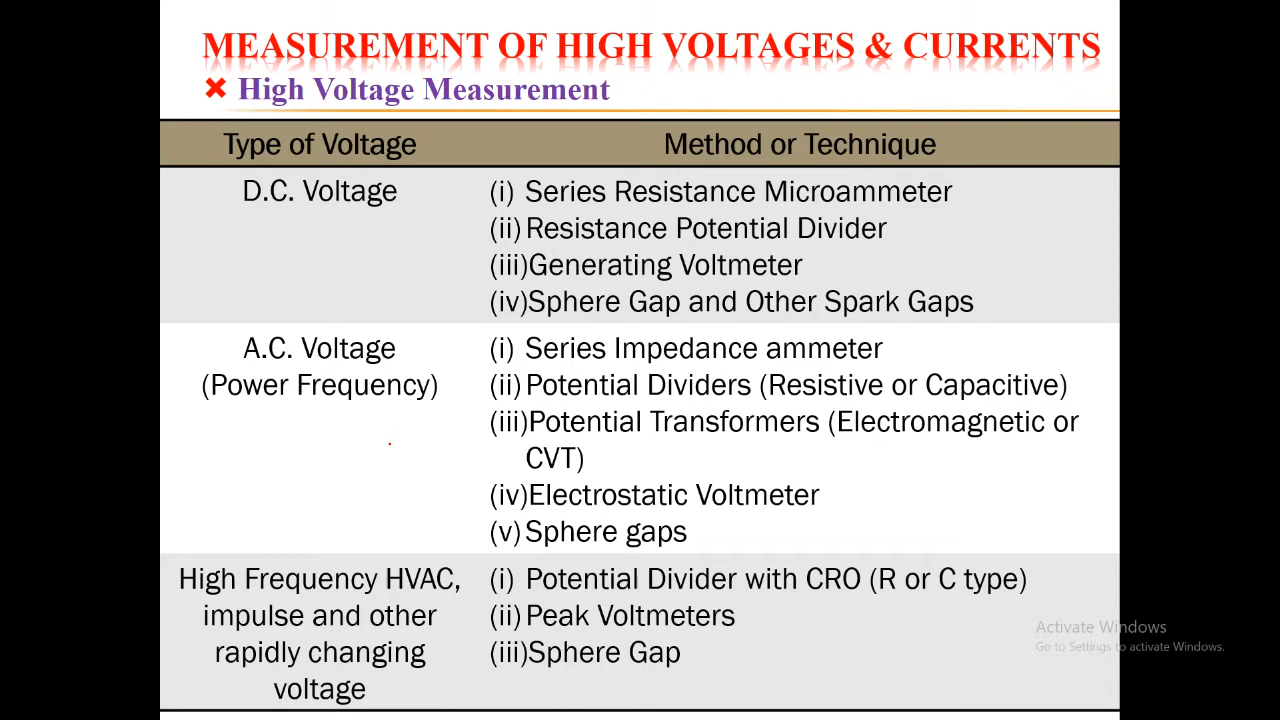 MEASUREMENT OF HIGH VOLTAGES & CURRENTS
High Voltage Measurement
Type of Voltage Method or Technique
D.C. Voltage (i) Series Resistance Microammeter
(ii) Resistance Potential Divider
(iii)Generating Voltmeter
(iv)Sphere Gap and Other Spark Gaps
A.C. Voltage (i) Series Impedance ammeter
(Power Frequency) (ii) Potential Dividers (Resistive or Capacitive)
(iii)Potential Transformers (Electromagnetic or
CVT)
(iv)Electrostatic Voltmeter
(v) Sphere gaps
High Frequency HVAC, (i) Potential Divider with CRO (R or C type)
impulse and other (ii) Peak Voltmeters
rapidly changing (iii)Sphere Gap
voltage
Activate Windows
Go to Settings to activate Windows.